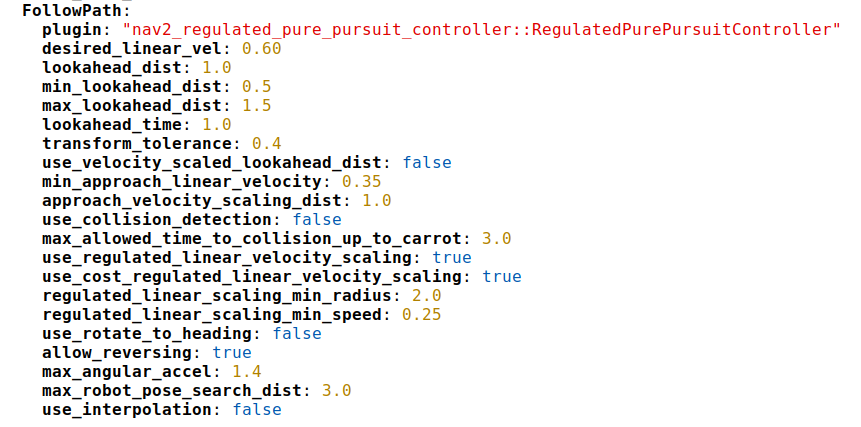 FollowPath:
plugin: "nav2_regulated_pure_pursuit_controller::RegulatedPurePursuitController"
desired_linear_vel: 0.60
lookahead_dist: 1.0
min_lookahead_dist: 0.5
max_lookahead_dist: 1.5
lookahead_time: 1.0
transform_tolerance: 0.4
use_velocity_scaled_lookahead_dist: false
min_approach_linear_velocity: 0.35
approach_velocity_scaling_dist: 1.0
use_collision_detection: false
max_allowed_time_to_collision_up_to_carrot: 3.0
use_regulated_linear_velocity_scaling: true
use_cost_regulated_linear_velocity_scaling: true
regulated_linear_scaling_min_radius: 2.0
regulated_linear_scaling_min_speed: 0.25
use_rotate_to_heading: false
allow_reversing: true
max_angular_accel: 1.4
max_robot_pose_search_dist: 3.0
use_interpolation: false